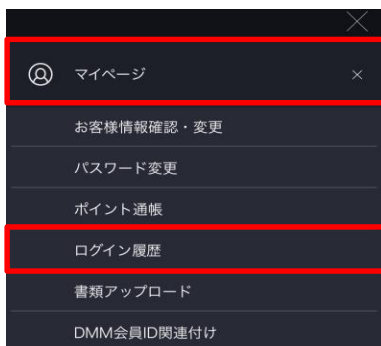 マイページ
お客様情報確認・変更
パスワード変更
ポイント通帳
ログイン履歴
書類アップロード
DMM会員ID関連付け